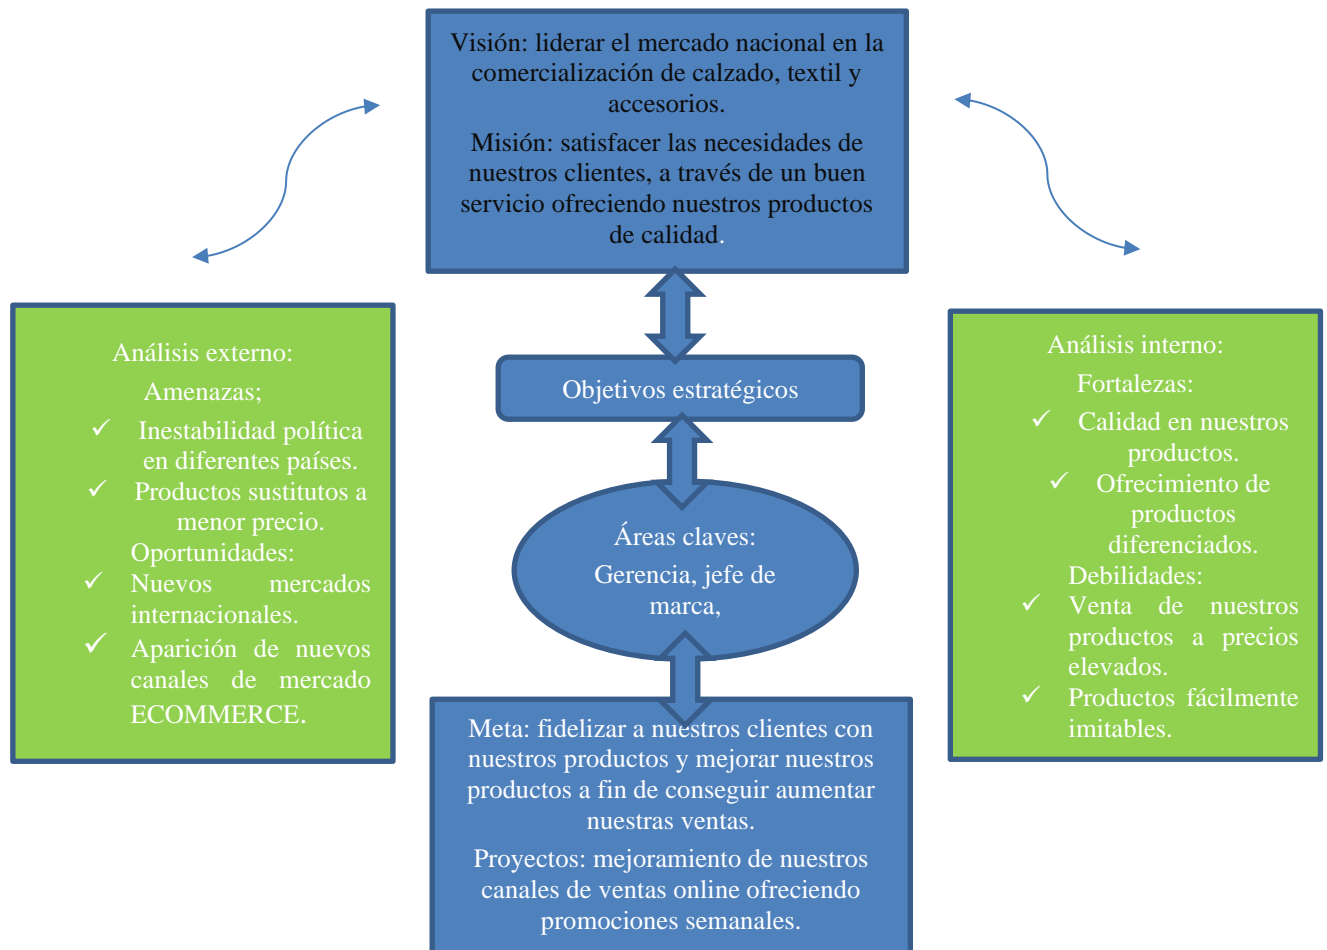 Visión: liderar el mercado nacional en la
comercialización de calzado, textil y
accesorios.
Misión: satisfacer las necesidades de
nuestros clientes, a través de un buen
servicio ofreciendo nuestros productos
de calidad.
Análisis externo:
Amenazas;
✓ Inestabilidad política
en diferentes países.
✓ Productos sustitutos a
menor precio.
Oportunidades:
✓ Nuevos mercados
internacionales.
✓ Aparición de nuevos
canales de mercado
ECOMMERCE.
Objetivos estratégicos
Áreas claves:
Gerencia, jefe de
marca,
Análisis interno:
Fortalezas:
✓ Calidad en nuestros
productos.
✓ Ofrecimiento de
productos
diferenciados.
Debilidades:
✓ Venta de nuestros
productos a precios
elevados.
✓ Productos fácilmente
imitables.
Meta: fidelizar a nuestros clientes con
nuestros productos y mejorar nuestros
productos a fin de conseguir aumentar
nuestras ventas.
Proyectos: mejoramiento de nuestros
canales de ventas online ofreciendo
promociones semanales.